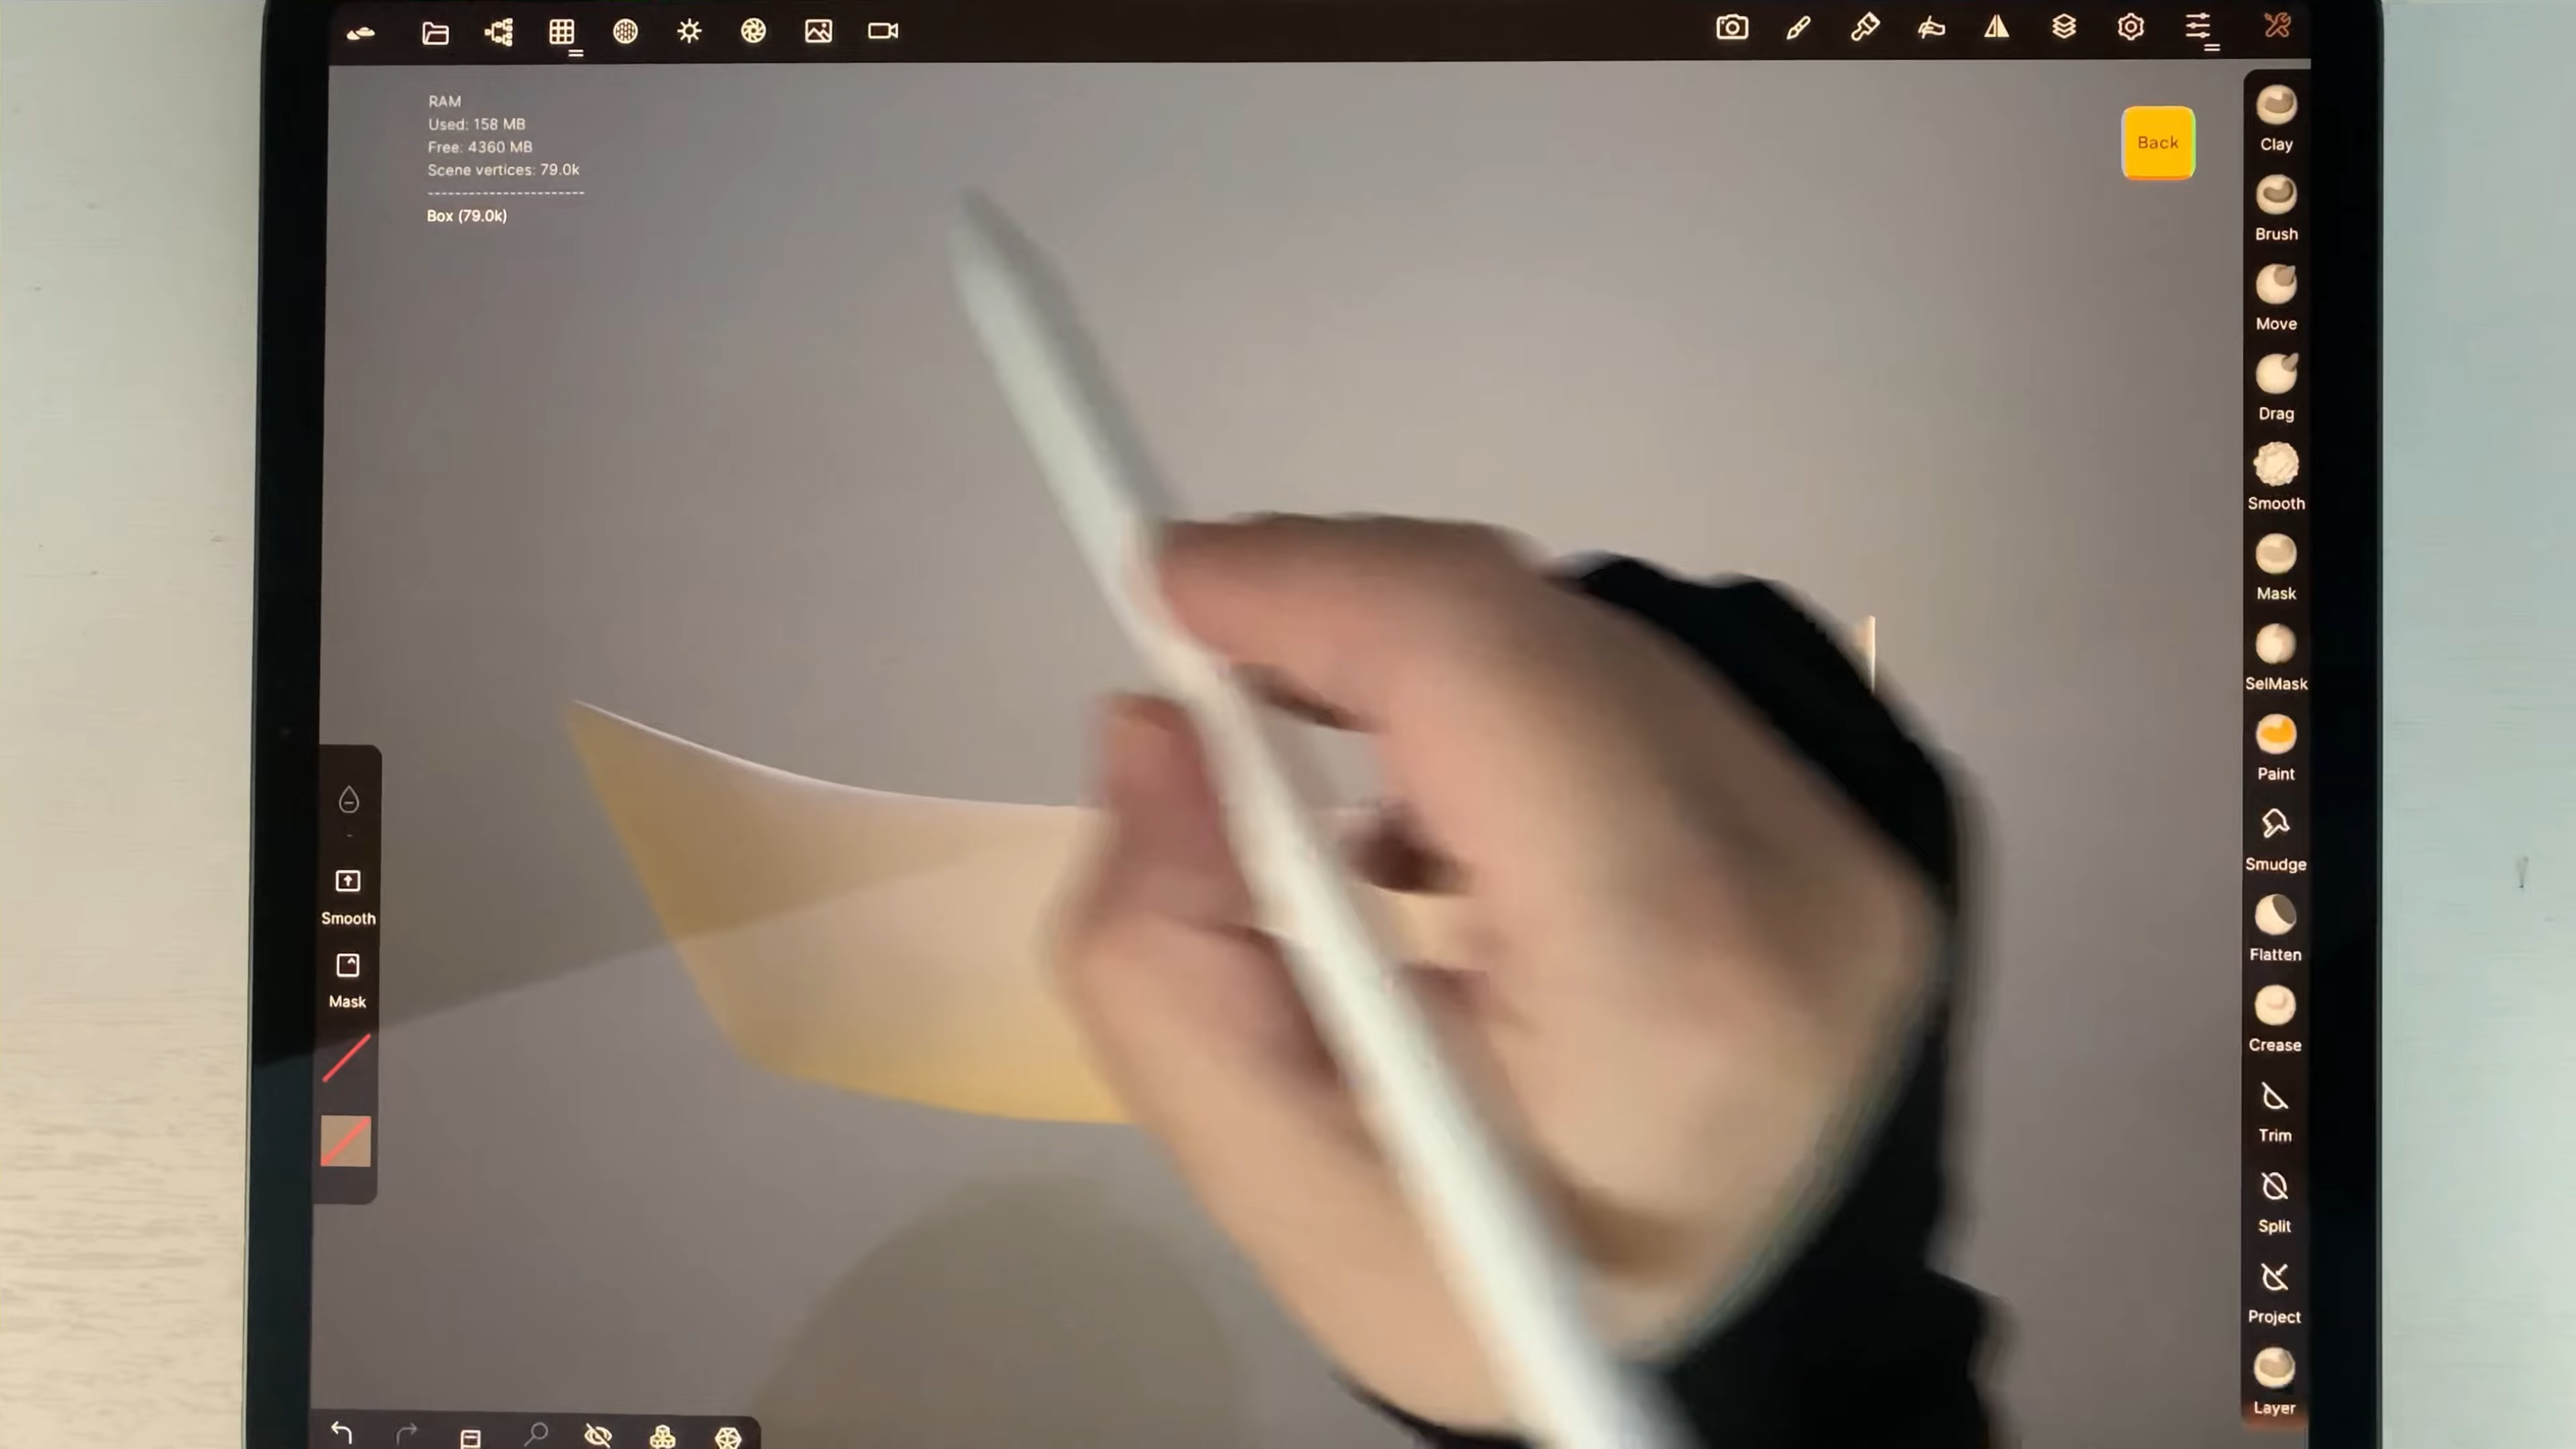 RAM
Used: 158 MB
Free: 4360 MB
Scene vertices: 79.0k
-----------------------
Box (79.0k)
Back
Clay
Brush
Move
Drag
Smooth
Mask
SelMask
Paint
Smudge
Flatten
Crease
Trim
Split
Project
Layer
Smooth
Mask